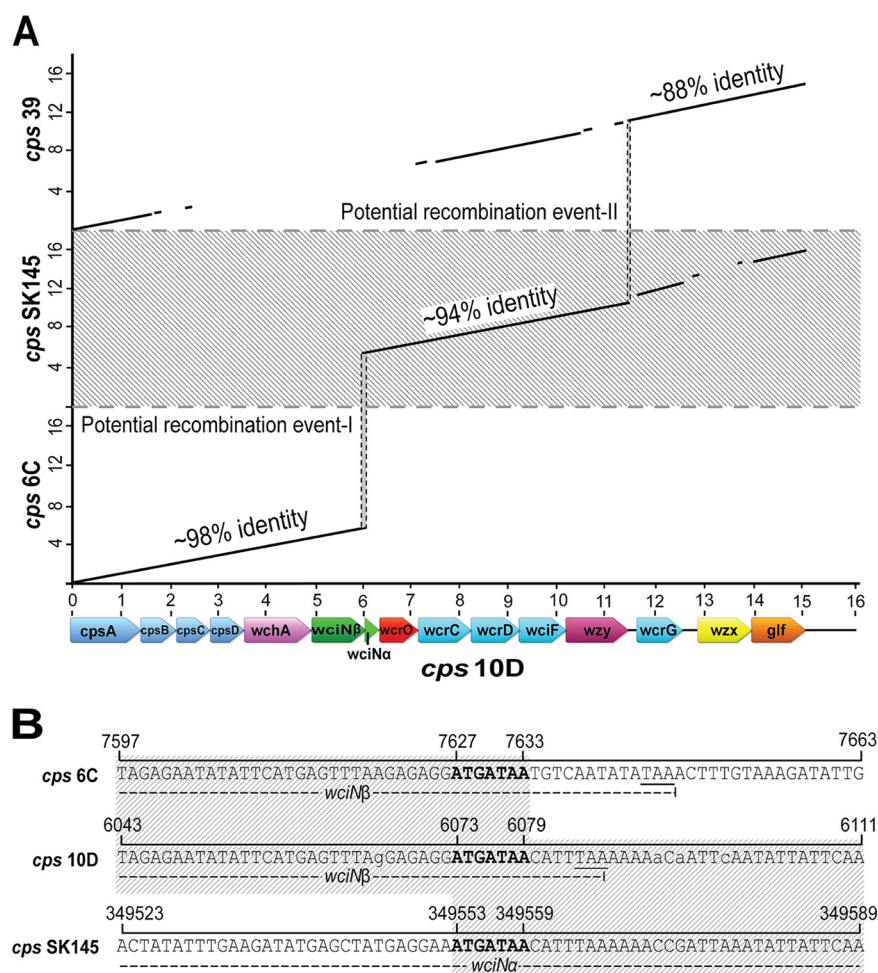 A
cps 39
16
12
8
4
~88% identity
Potential recombination event-II
cps SK145
16
12
8
4
~94% identity
Potential recombination event-I
cps 6C
16
12
8
4
~98% identity
0 1 2 3 4 5 6 7 8 9 10 11 12 13 14 15 16
cpsA cpsB cpsC cpsD wchA wciNβ wcrO wcrC wcrD wciF wzy wcrG wzx glf
wciNα
cps 10D
B
7597 7627 7633 7663
cps 6C TAGAGAATATATTCATGAGTTTAAGAGAGGATGATAATGTCAATATATAAACTTTGTAAAGATATTG
wciNβ
6043 6073 6079 6111
cps 10D TAGAGAATATATTCATGAGTTTAgGAGAGGATGATAACATTTAAAAAAaCaATTcAATATTATTCAA
wciNβ
349523 349553 349559 349589
cps SK145 ACTATATTTGAAGATATGAGCTATGAGGAAATGATAACATTTAAAAAACCGATTAAATATTATTCAA
wciNα